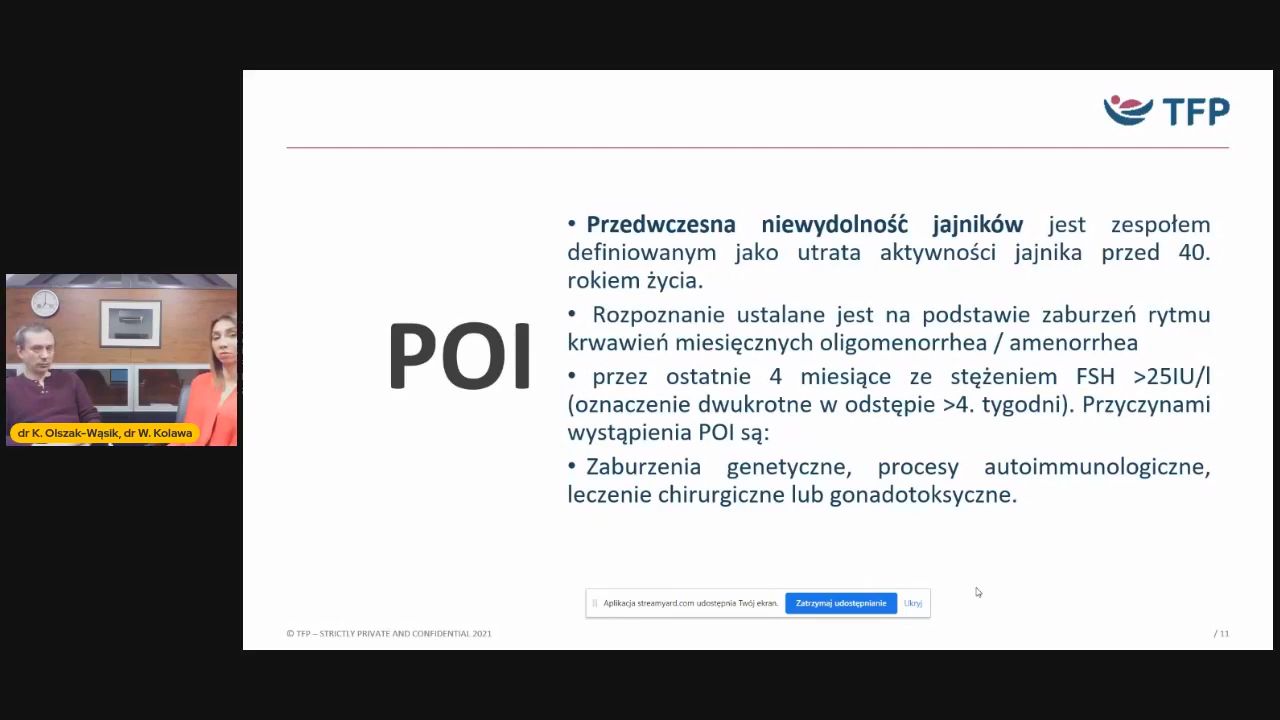 TFP
POI
• Przedwczesna niewydolność jajników jest zespołem
definiowanym jako utrata aktywności jajnika przed 40.
rokiem życia.
• Rozpoznanie ustalane jest na podstawie zaburzeń rytmu
krwawień miesięcznych oligomenorrhea / amenorrhea
• przez ostatnie 4 miesiące ze stężeniem FSH >25IU/l
(oznaczenie dwukrotne w odstępie >4. tygodni). Przyczynami
wystąpienia POI są:
• Zaburzenia genetyczne, procesy autoimmunologiczne,
leczenie chirurgiczne lub gonadotoksyczne.
dr K. Olszak-Wąsik, dr W. Kolawa
Aplikacja streamyard.com udostępnia Twój ekran. Zatrzymaj udostępnianie Ukryj
© TFP – STRICTLY PRIVATE AND CONFIDENTIAL 2021
/ 11